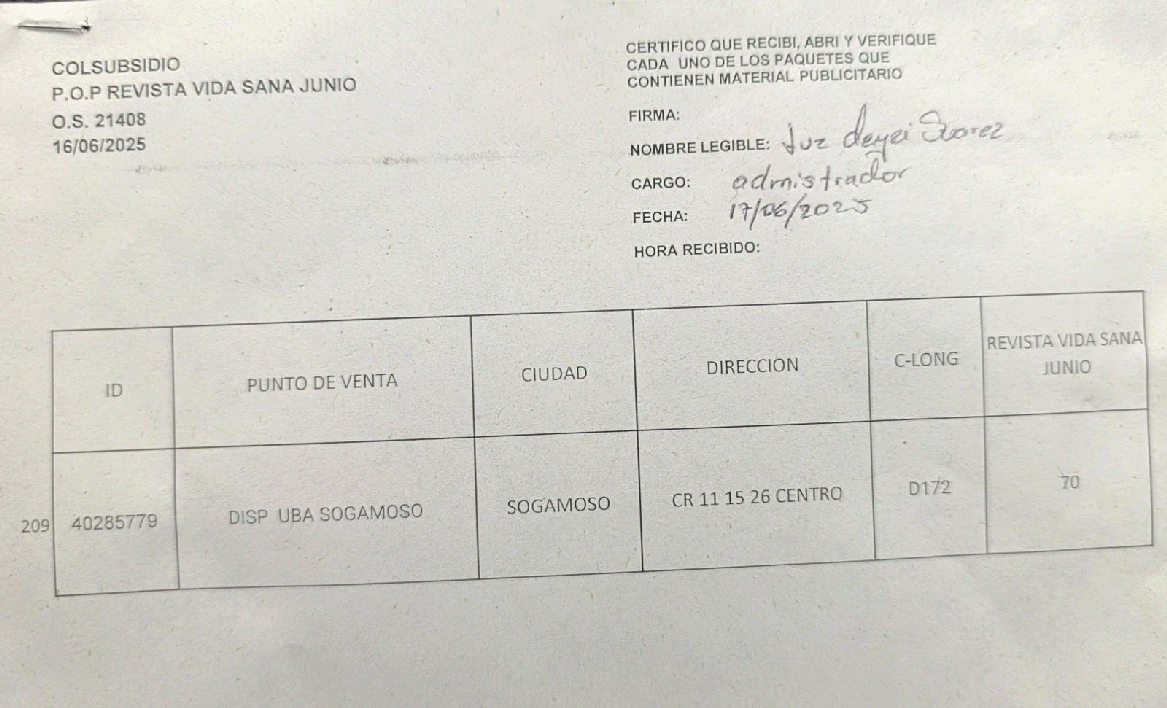 COLSUBSIDIO
P.O.P REVISTA VIDA SANA JUNIO
O.S. 21408
16/06/2025
CERTIFICO QUE RECIBI, ABRI Y VERIFIQUE
CADA UNO DE LOS PAQUETES QUE
CONTIENEN MATERIAL PUBLICITARIO
FIRMA:
NOMBRE LEGIBLE: Luz Suarez
CARGO: admistrador
FECHA: 17/06/2025
HORA RECIBIDO:
ID PUNTO DE VENTA CIUDAD DIRECCION C-LONG REVISTA VIDA SANA
JUNIO
209 40285779 DISP UBA SOGAMOSO SOGAMOSO CR 11 15 26 CENTRO D172 70